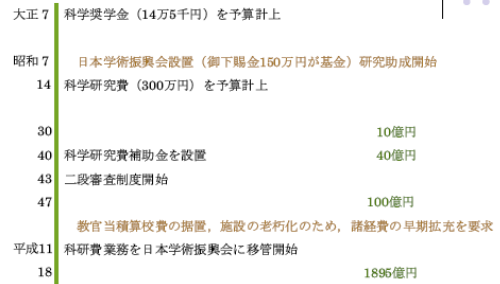 大正 7 科学奨学金（14万5千円）を予算計上
昭和 7 日本学術振興会設置（御下賜金150万円が基金）研究助成開始
14 科学研究費（300万円）を予算計上
30 10億円
40 科学研究費補助金を設置 40億円
43 二段審査制度開始
47 100億円
教官当積算校費の据置，施設の老朽化のため，諸経費の早期拡充を要求
平成11 科研費業務を日本学術振興会に移管開始
18 1895億円